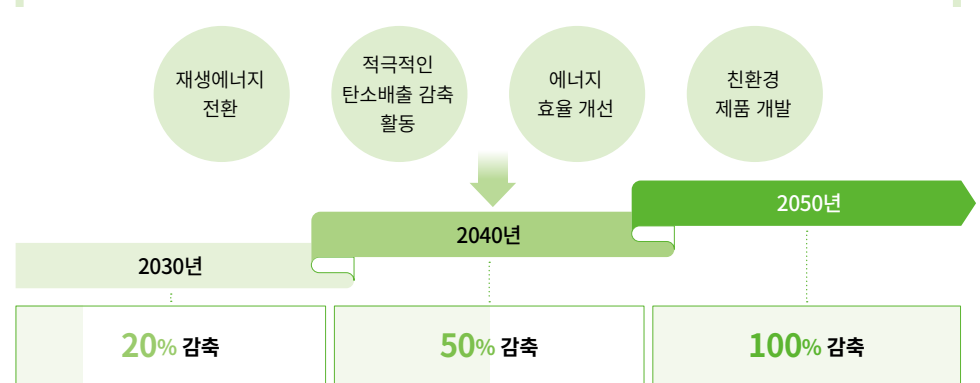 재생에너지
전환
적극적인
탄소배출 감축
활동
에너지
효율 개선
친환경
제품 개발
2030년
2040년
2050년
20% 감축
50% 감축
100% 감축